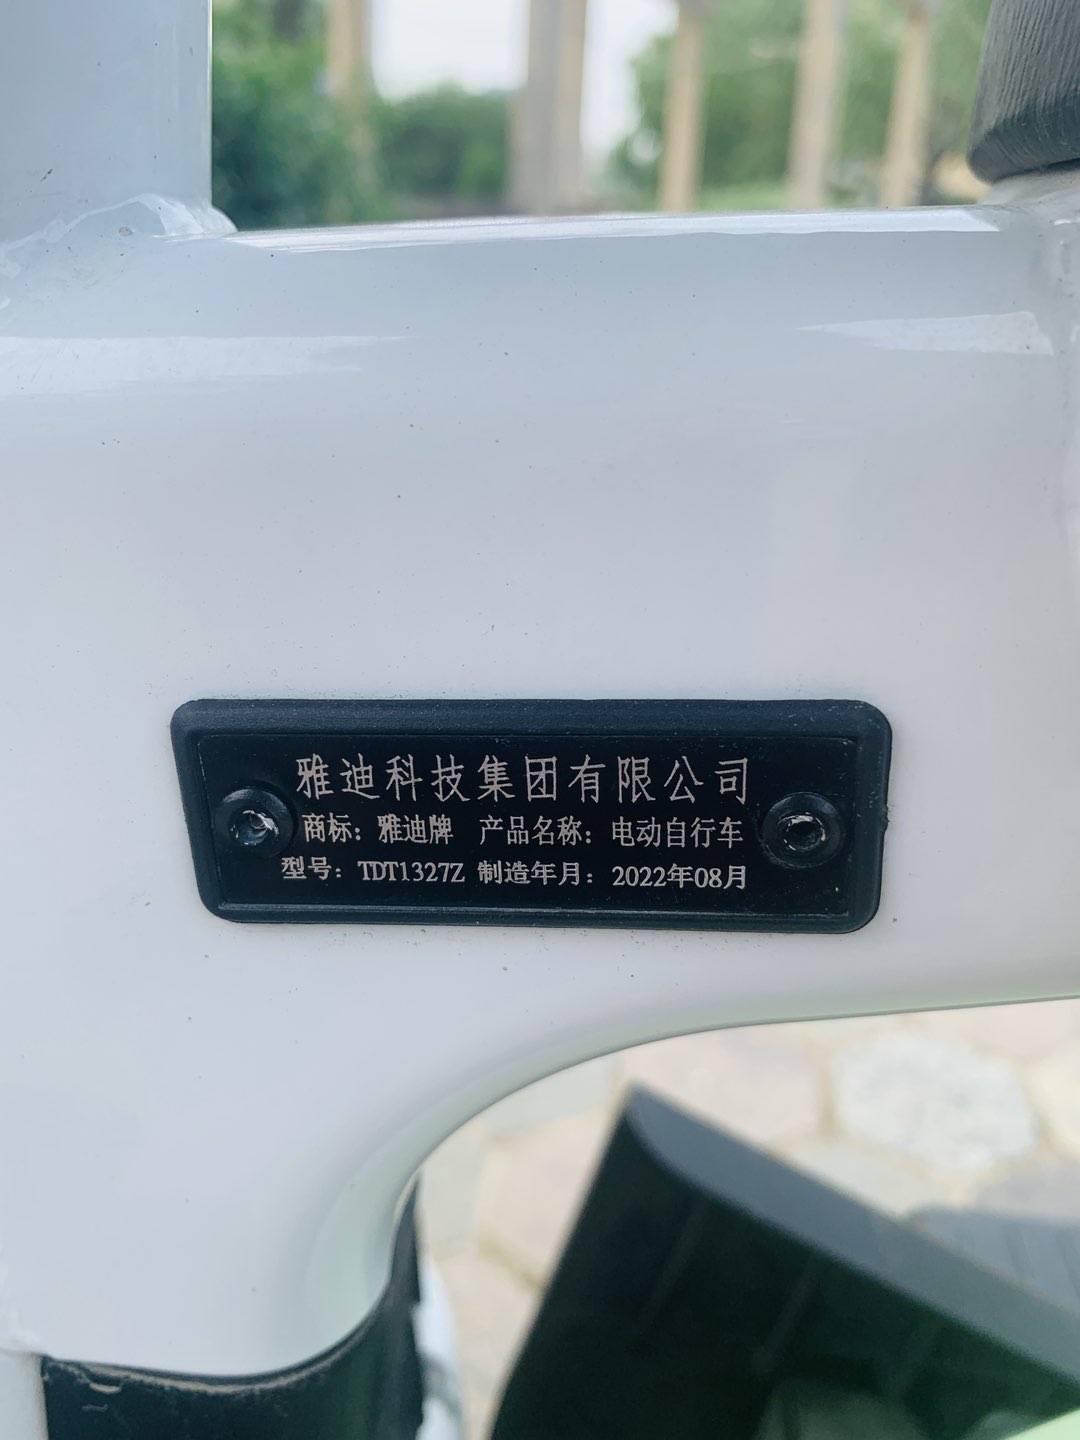 雅迪科技集团有限公司
商标：雅迪牌 产品名称：电动自行车
型号：TDT1327Z 制造年月：2022年08月